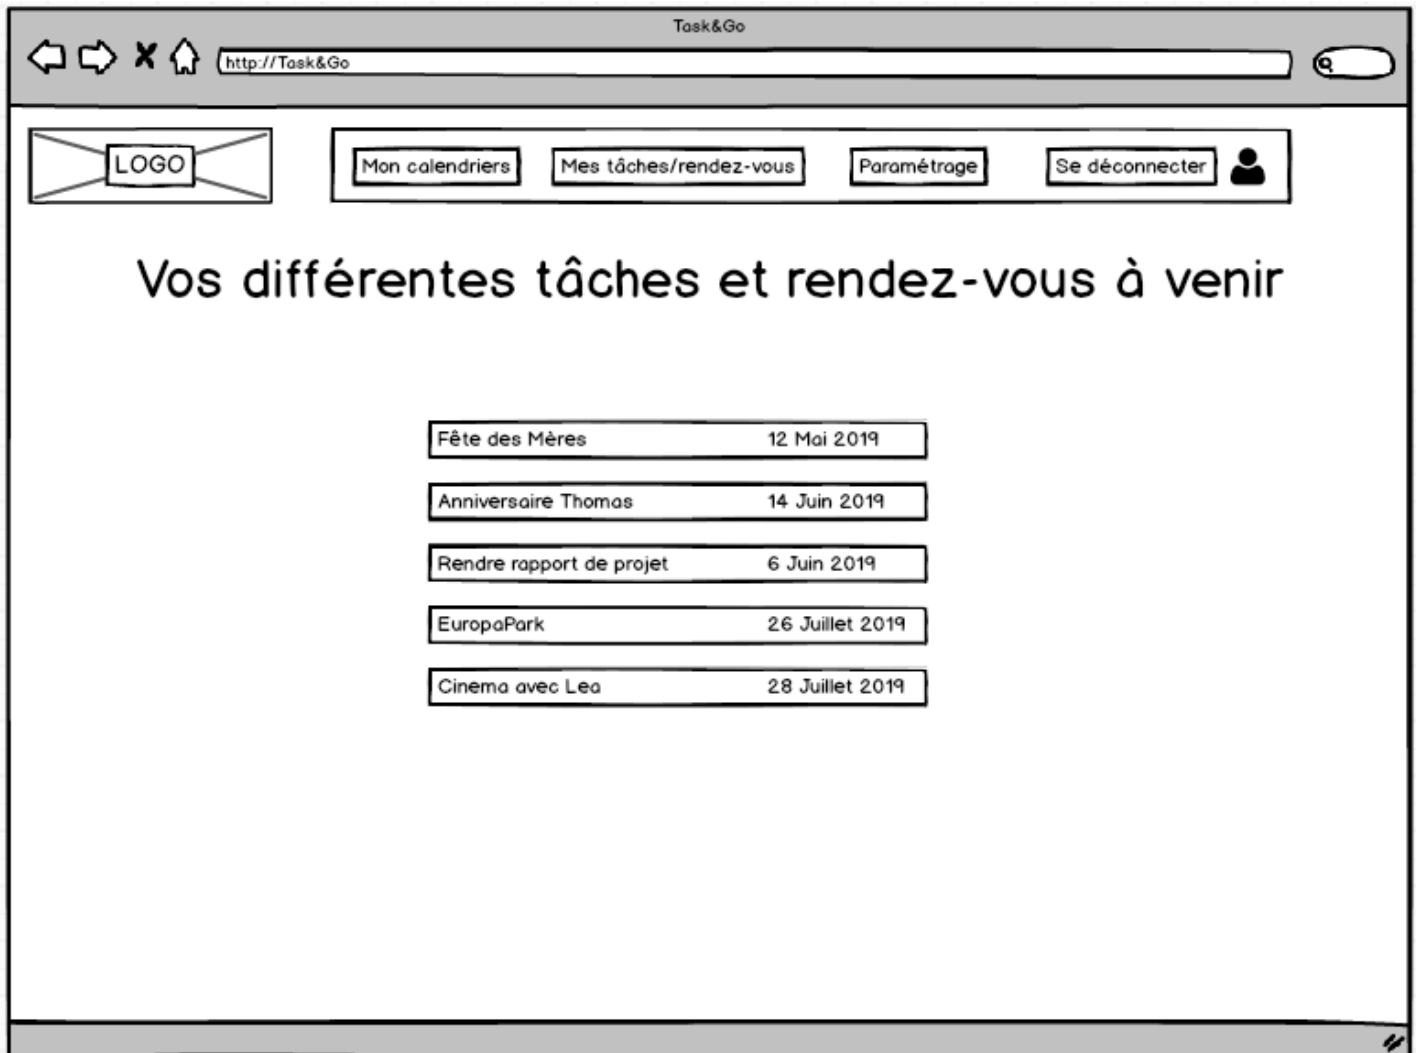 Task&Go
http://Task&Go
LOGO
Mon calendriers
Mes tâches/rendez-vous
Paramétrage
Se déconnecter
Vos différentes tâches et rendez-vous à venir
Fête des Mères 12 Mai 2019
Anniversaire Thomas 14 Juin 2019
Rendre rapport de projet 6 Juin 2019
EuropaPark 26 Juillet 2019
Cinema avec Lea 28 Juillet 2019